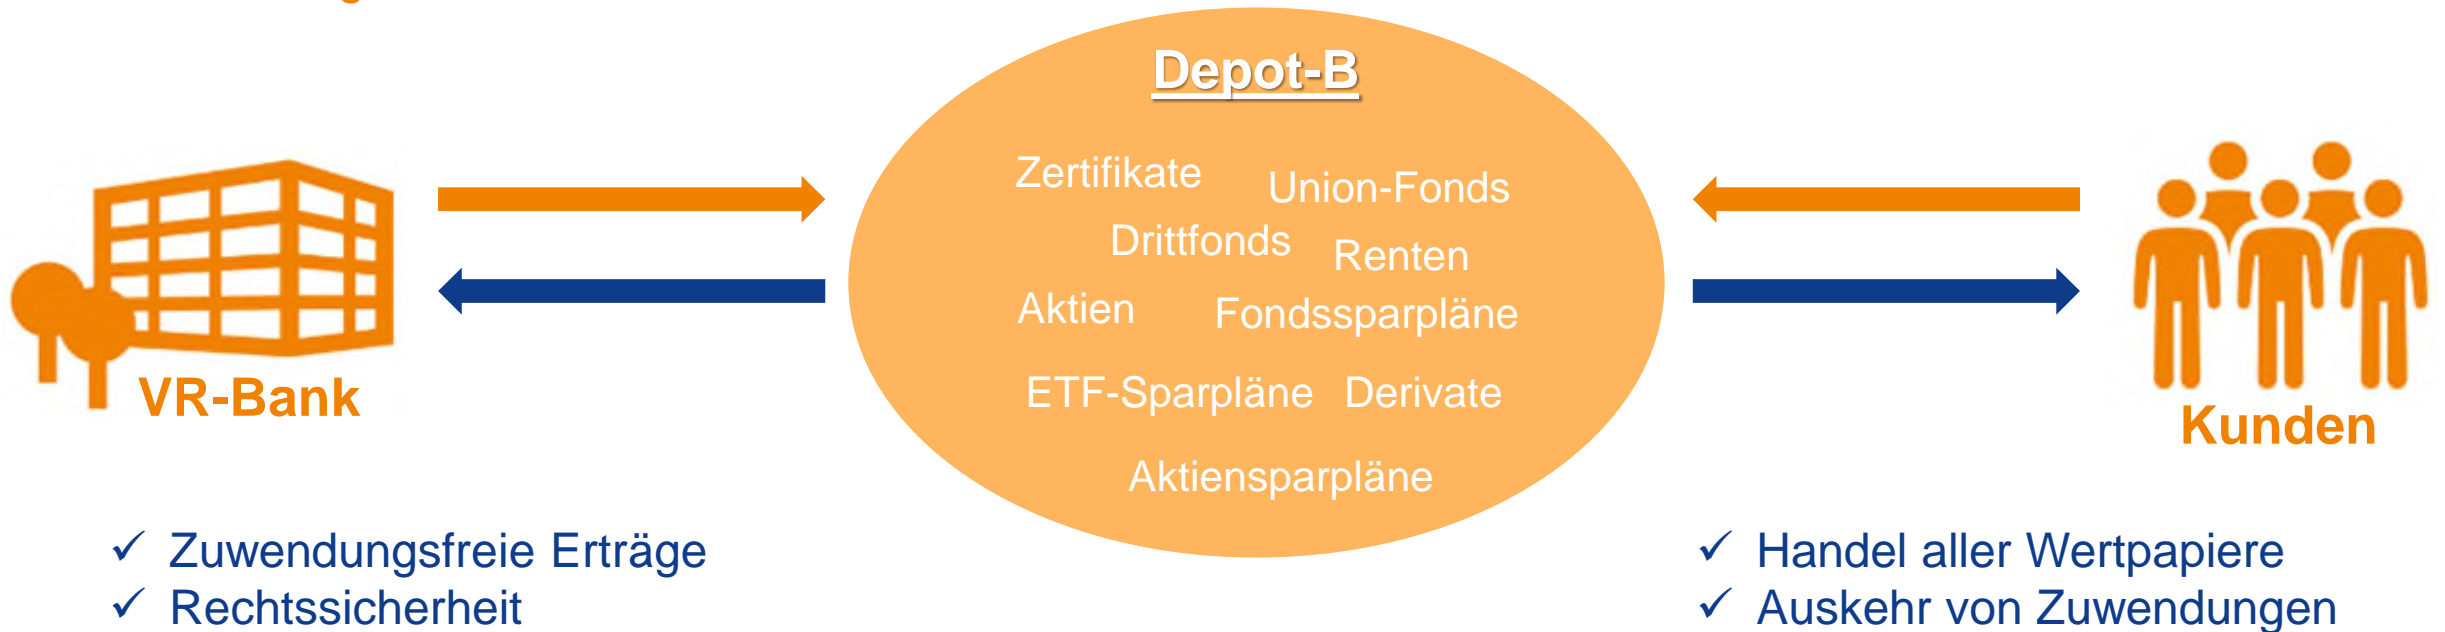 Depot-B
Zertifikate
Union-Fonds
Drittfonds
Renten
Aktien
Fondssparpläne
ETF-Sparpläne
Derivate
Aktiensparpläne
VR-Bank
Kunden
✓ Zuwendungsfreie Erträge
✓ Rechtssicherheit
✓ Handel aller Wertpapiere
✓ Auskehr von Zuwendungen